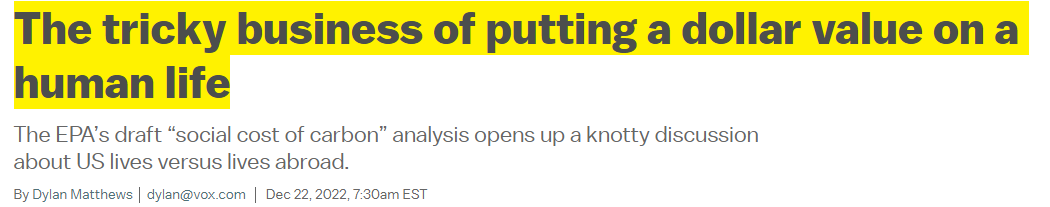 The tricky business of putting a dollar value on a
human life
The EPA’s draft “social cost of carbon” analysis opens up a knotty discussion
about US lives versus lives abroad.
By Dylan Matthews | dylan@vox.com | Dec 22, 2022, 7:30am EST